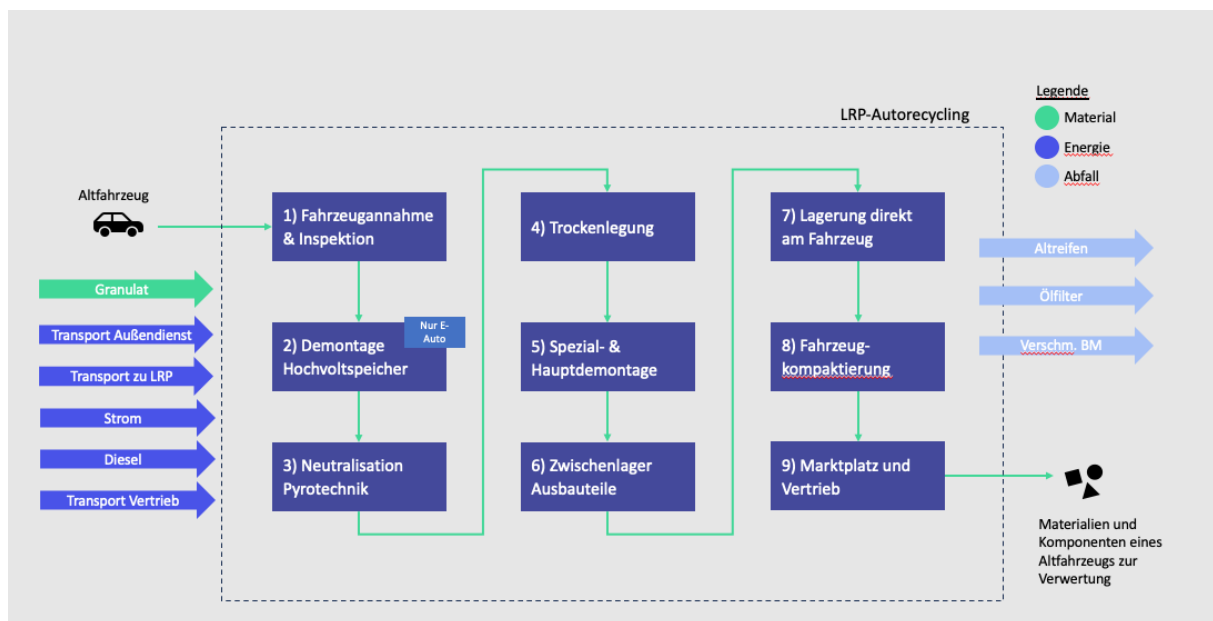 Legende
Material
Energie
Abfall
LRP-Autorecycling
Altfahrzeug
Granulat
Transport Außendienst
Transport zu LRP
Strom
Diesel
Transport Vertrieb
1) Fahrzeugannahme
& Inspektion
Nur E-
Auto
2) Demontage
Hochvoltspeicher
3) Neutralisation
Pyrotechnik
4) Trockenlegung
5) Spezial- &
Hauptdemontage
6) Zwischenlager
Ausbauteile
7) Lagerung direkt
am Fahrzeug
8) Fahrzeug-
kompaktierung
9) Marktplatz und
Vertrieb
Altreifen
Ölfilter
Verschm. BM
Materialien und
Komponenten eines
Altfahrzeugs zur
Verwertung